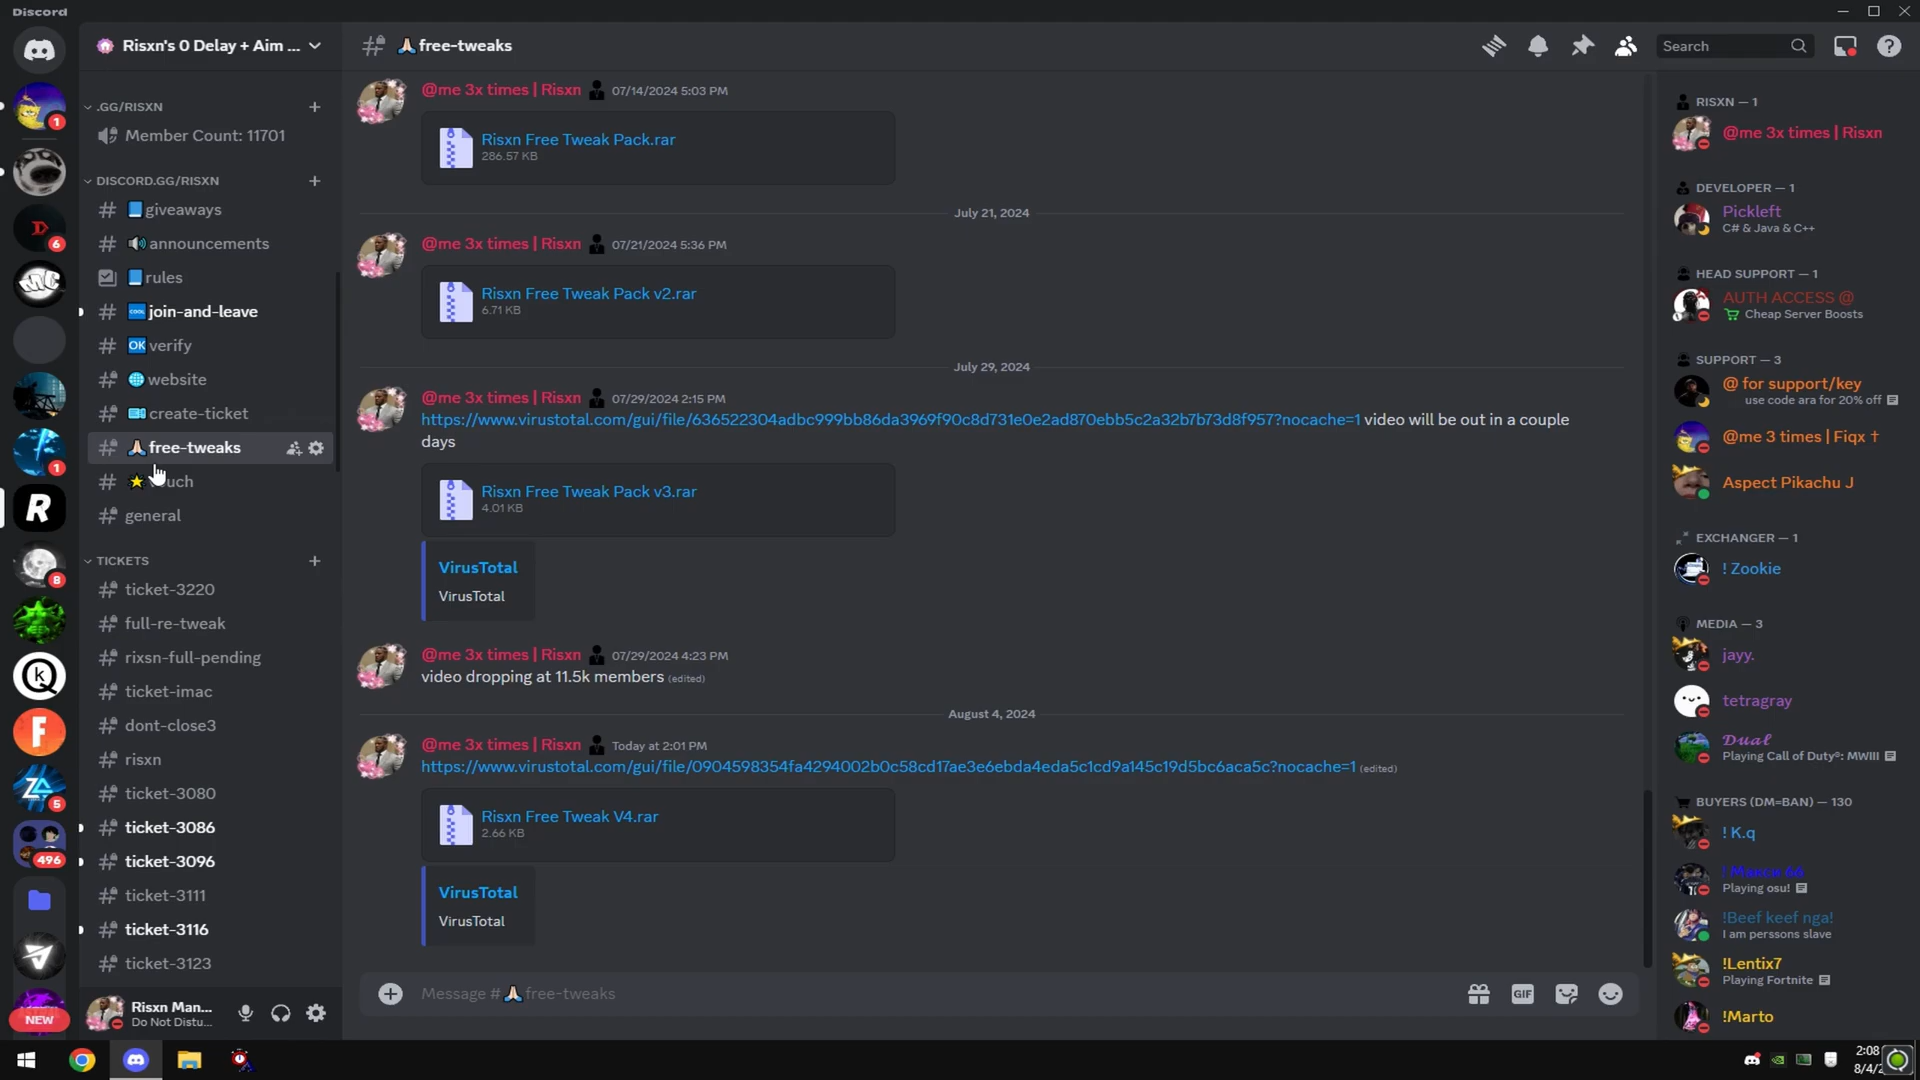 Discord
Risxn's 0 Delay + Aim ...
.GG/RISXN
Member Count: 11701
DISCORD.GG/RISXN
giveaways
announcements
rules
join-and-leave
verify
website
create-ticket
free-tweaks
general
TICKETS
ticket-3220
full-re-tweak
rixsn-full-pending
ticket-imac
dont-close3
risxn
ticket-3080
ticket-3086
ticket-3096
ticket-3111
ticket-3116
ticket-3123
Risxn Man...
Do Not Distu...
1
6
1
8
5
496
NEW
free-tweaks
Search
@me 3x times | Risxn 07/14/2024 5:03 PM
Risxn Free Tweak Pack.rar
286.57 KB
July 21, 2024
@me 3x times | Risxn 07/21/2024 5:36 PM
Risxn Free Tweak Pack v2.rar
6.71 KB
July 29, 2024
@me 3x times | Risxn 07/29/2024 2:15 PM
https://www.virustotal.com/gui/file/636522304adbc999bb86da3969f90c8d731e0e2ad870ebb5c2a32b7b73d8f957?nocache=1 video will be out in a couple
days
Risxn Free Tweak Pack v3.rar
4.01 KB
VirusTotal
VirusTotal
@me 3x times | Risxn 07/29/2024 4:23 PM
video dropping at 11.5k members (edited)
August 4, 2024
@me 3x times | Risxn Today at 2:01 PM
https://www.virustotal.com/gui/file/0904598354fa4294002b0c58cd17ae3e6ebda4eda5c1cd9a145c19d5bc6aca5c?nocache=1 (edited)
Risxn Free Tweak V4.rar
2.66 KB
VirusTotal
VirusTotal
Message # 🙏🏻free-tweaks
GIF
RISXN — 1
@me 3x times | Risxn
DEVELOPER — 1
Pickleft
C# & Java & C++
HEAD SUPPORT — 1
AUTH ACCESS @
Cheap Server Boosts
SUPPORT — 3
@ for support/key
use code ara for 20% off
@me 3 times | Fiqx †
Aspect Pikachu J
EXCHANGER — 1
! Zookie
MEDIA — 3
jayy.
tetragray
𝓓𝓾𝓪𝓵
Playing Call of Duty®: MWIII
BUYERS (DM=BAN) — 130
! K.q
Playing osu!
!Beef keef nga!
I am perssons slave
!Lentix7
Playing Fortnite
!Marto
2:08